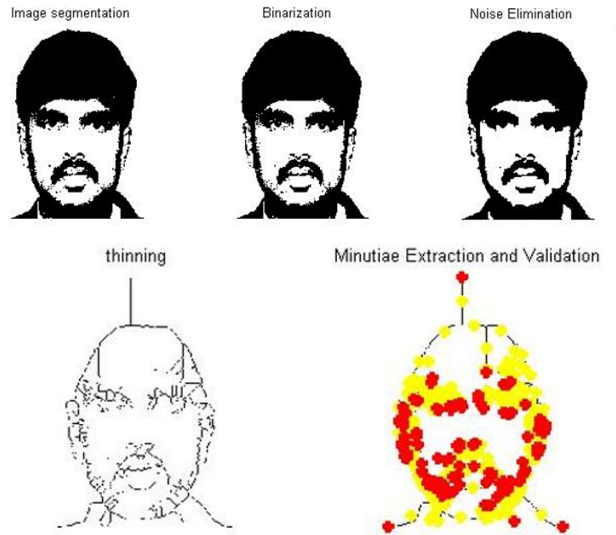 Image segmentation
Binarization
Noise Elimination
thinning
Minutiae Extraction and Validation